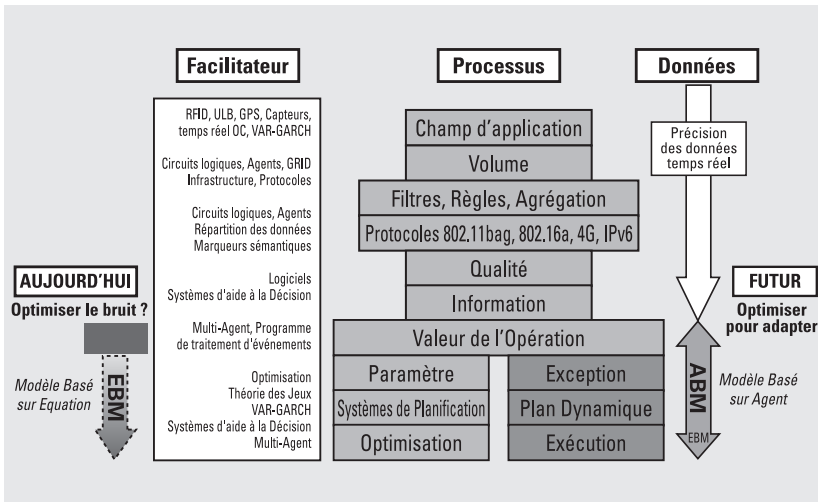 Facilitateur
Processus
Données
RFID, ULB, GPS, Capteurs,
temps réel OC, VAR-GARCH
Circuits logiques, Agents, GRID
Infrastructure, Protocoles
Circuits logiques, Agents
Répartition des données
Marqueurs sémantiques
Logiciels
Systèmes d'aide à la Décision
Multi-Agent, Programme
de traitement d'événements
Optimisation
Théorie des Jeux
VAR-GARCH
Systèmes d'aide à la Décision
Multi-Agent
Champ d'application
Volume
Filtres, Règles, Agrégation
Protocoles 802.11bag, 802.16a, 4G, IPv6
Qualité
Information
Valeur de l'Opération
Paramètre
Exception
Systèmes de Planification
Plan Dynamique
Optimisation
Exécution
Précision
des données
temps réel
AUJOURD'HUI
Optimiser le bruit ?
Modèle Basé
sur Equation
EBM
FUTUR
Optimiser
pour adapter
ABM
EBM
Modèle Basé
sur Agent